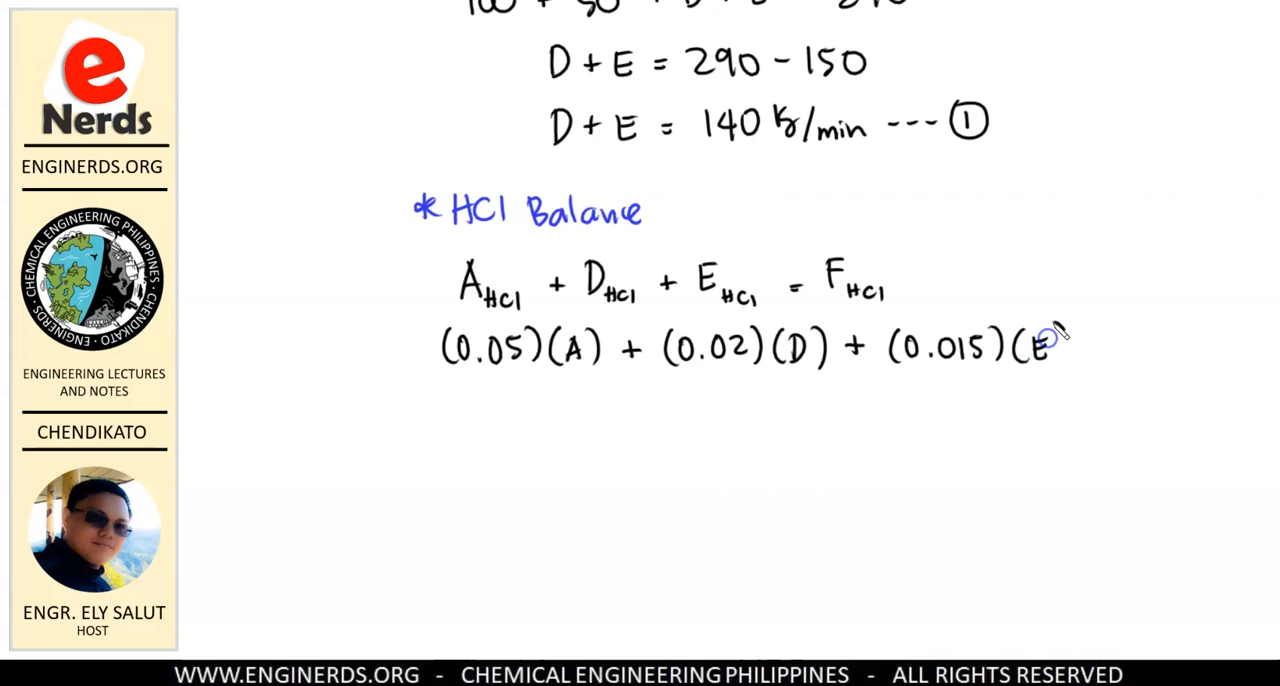 e
Nerds
ENGINERDS.ORG
CHEMICAL ENGINEERING PHILIPPINES
· CHENDIKATO ·
ENGINEERING LECTURES
AND NOTES
CHENDIKATO
ENGR. ELY SALUT
HOST
D + E = 290 - 150
D + E = 140 kg/min ---- ①
* HCl Balance
A_HCl + D_HCl + E_HCl = F_HCl
(0.05)(A) + (0.02)(D) + (0.015)(E)
WWW.ENGINERDS.ORG - CHEMICAL ENGINEERING PHILIPPINES - ALL RIGHTS RESERVED